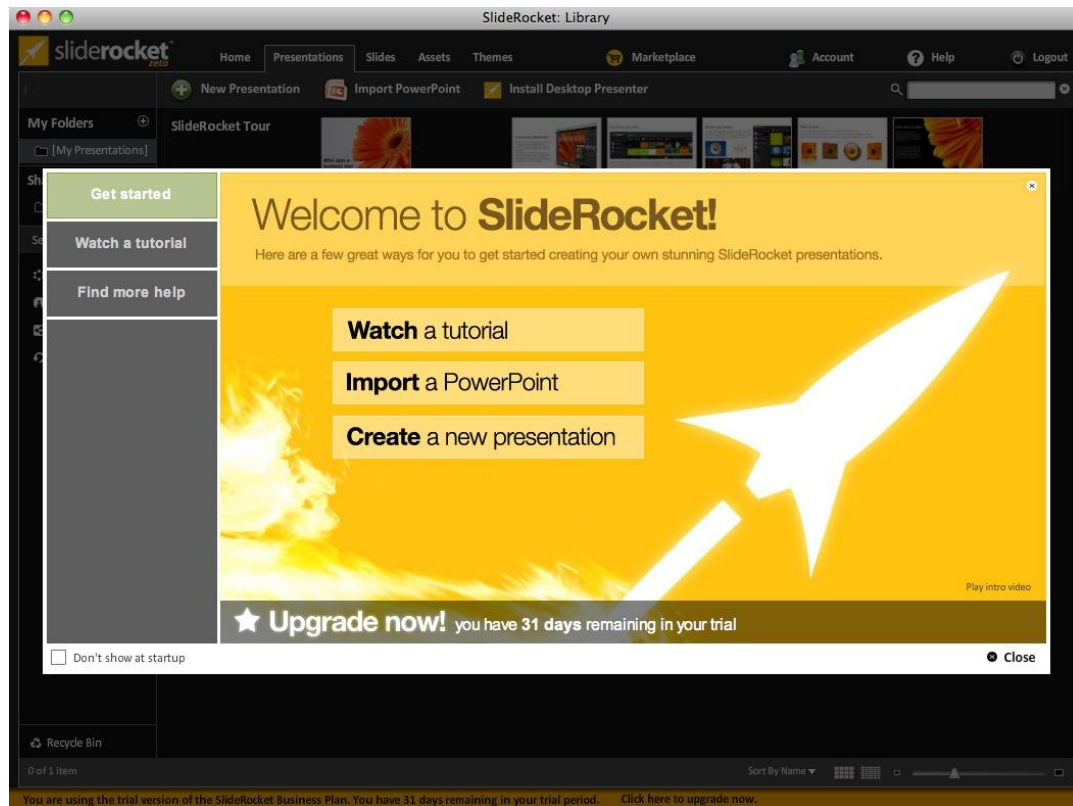 SlideRocket: Library
sliderocket
zeta
Home Presentations Slides Assets Themes Marketplace Account Help Logout
New Presentation Import PowerPoint Install Desktop Presenter
My Folders
[My Presentations]
SlideRocket Tour
Get started
Watch a tutorial
Find more help
Welcome to SlideRocket!
Here are a few great ways for you to get started creating your own stunning SlideRocket presentations.
Watch a tutorial
Import a PowerPoint
Create a new presentation
Play intro video
Upgrade now! you have 31 days remaining in your trial
Don't show at startup
Close
Recycle Bin
0 of 1 item
Sort By Name
You are using the trial version of the SlideRocket Business Plan. You have 31 days remaining in your trial period. Click here to upgrade now.